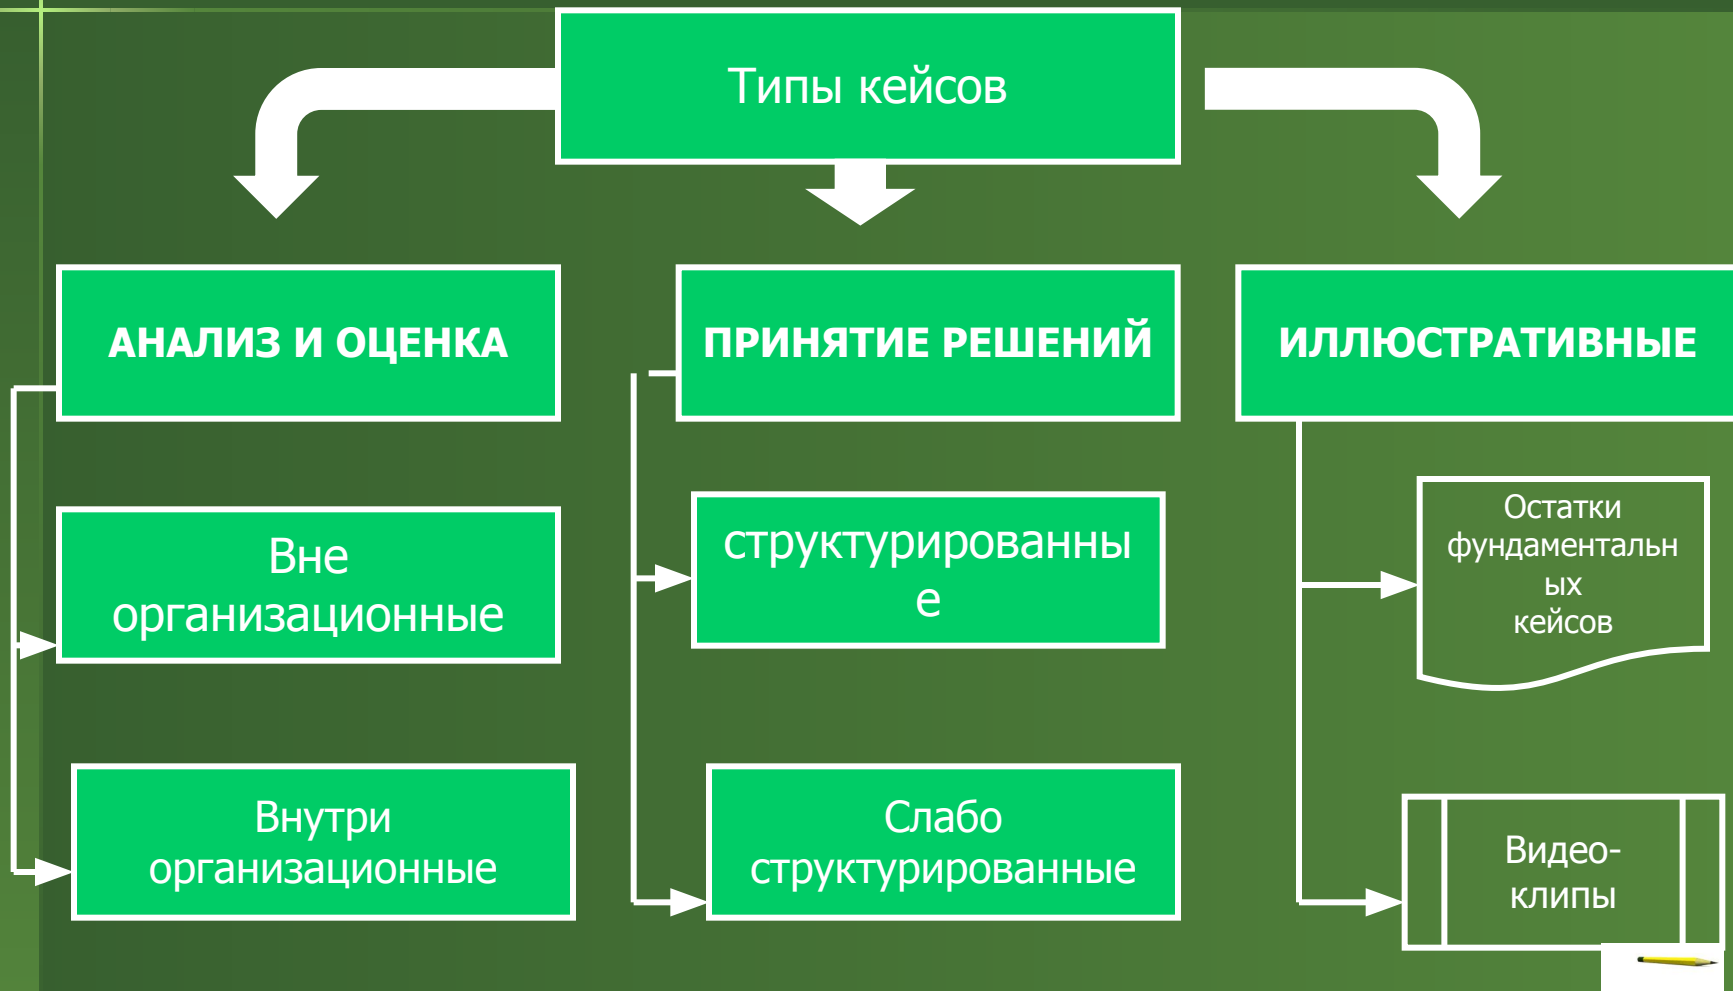 Типы кейсов
АНАЛИЗ И ОЦЕНКА
ПРИНЯТИЕ РЕШЕНИЙ
ИЛЛЮСТРАТИВНЫЕ
Вне
организационные
структурированны
е
Остатки
фундаментальн
ых
кейсов
Внутри
организационные
Слабо
структурированные
Видео-
клипы